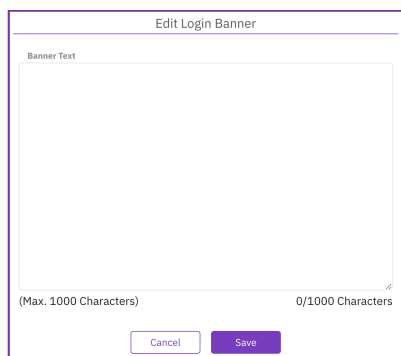 Edit Login Banner
Banner Text
(Max. 1000 Characters) 0/1000 Characters
Cancel Save